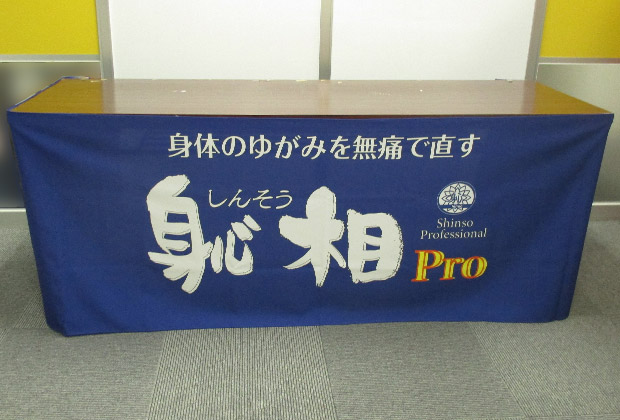 身体のゆがみを無痛で直す
しんそう
身心相
Shinso
Professional
Pro